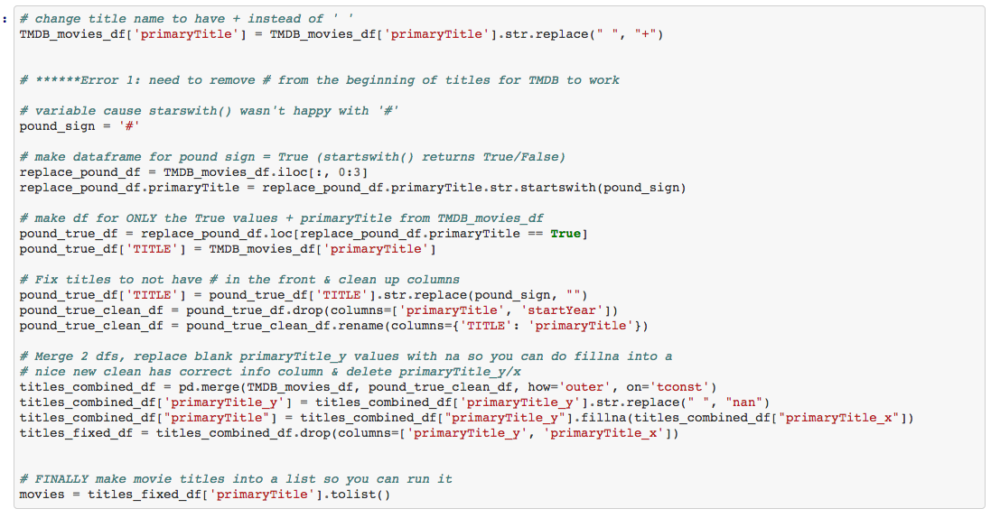 :
# change title name to have + instead of ' '
TMDB_movies_df['primaryTitle'] = TMDB_movies_df['primaryTitle'].str.replace(" ", "+")
# ******Error 1: need to remove # from the beginning of titles for TMDB to work
# variable cause starswith() wasn't happy with '#'
pound_sign = '#'
# make dataframe for pound sign = True (startswith() returns True/False)
replace_pound_df = TMDB_movies_df.iloc[:, 0:3]
replace_pound_df.primaryTitle = replace_pound_df.primaryTitle.str.startswith(pound_sign)
# make df for ONLY the True values + primaryTitle from TMDB_movies_df
pound_true_df = replace_pound_df.loc[replace_pound_df.primaryTitle == True]
pound_true_df['TITLE'] = TMDB_movies_df['primaryTitle']
# Fix titles to not have # in the front & clean up columns
pound_true_df['TITLE'] = pound_true_df['TITLE'].str.replace(pound_sign, "")
pound_true_clean_df = pound_true_df.drop(columns=['primaryTitle', 'startYear'])
pound_true_clean_df = pound_true_clean_df.rename(columns={'TITLE': 'primaryTitle'})
# Merge 2 dfs, replace blank primaryTitle_y values with na so you can do fillna into a
# nice new clean has correct info column & delete primaryTitle_y/x
titles_combined_df = pd.merge(TMDB_movies_df, pound_true_clean_df, how='outer', on='tconst')
titles_combined_df['primaryTitle_y'] = titles_combined_df['primaryTitle_y'].str.replace(" ", "nan")
titles_combined_df["primaryTitle"] = titles_combined_df["primaryTitle_y"].fillna(titles_combined_df["primaryTitle_x"])
titles_fixed_df = titles_combined_df.drop(columns=['primaryTitle_y', 'primaryTitle_x'])
# FINALLY make movie titles into a list so you can run it
movies = titles_fixed_df['primaryTitle'].tolist()